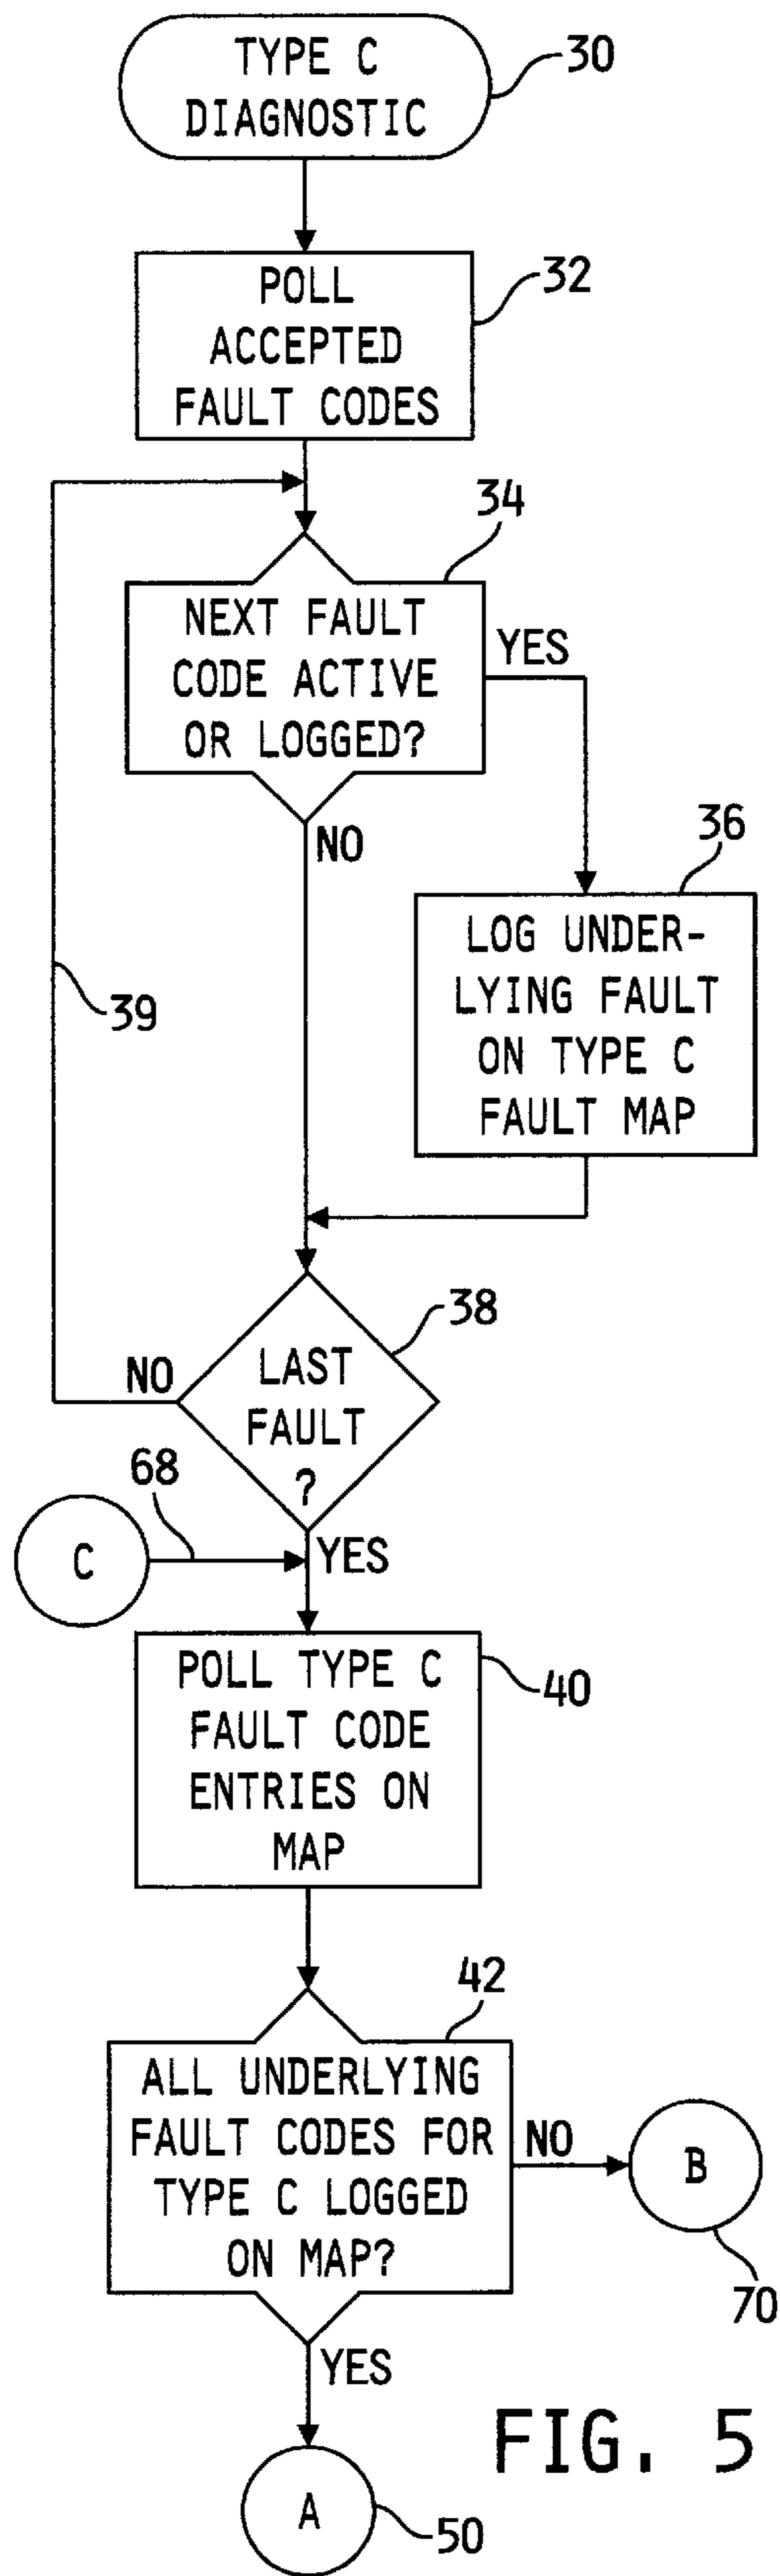 TYPE C
DIAGNOSTIC
30
POLL
ACCEPTED
FAULT CODES
32
34
NEXT FAULT
CODE ACTIVE
OR LOGGED?
YES
NO
36
LOG UNDER-
LYING FAULT
ON TYPE C
FAULT MAP
39
38
LAST
FAULT
?
NO
68
C
YES
POLL TYPE C
FAULT CODE
ENTRIES ON
MAP
40
42
ALL UNDERLYING
FAULT CODES FOR
TYPE C LOGGED
ON MAP?
NO
B
70
YES
A
50
FIG. 5